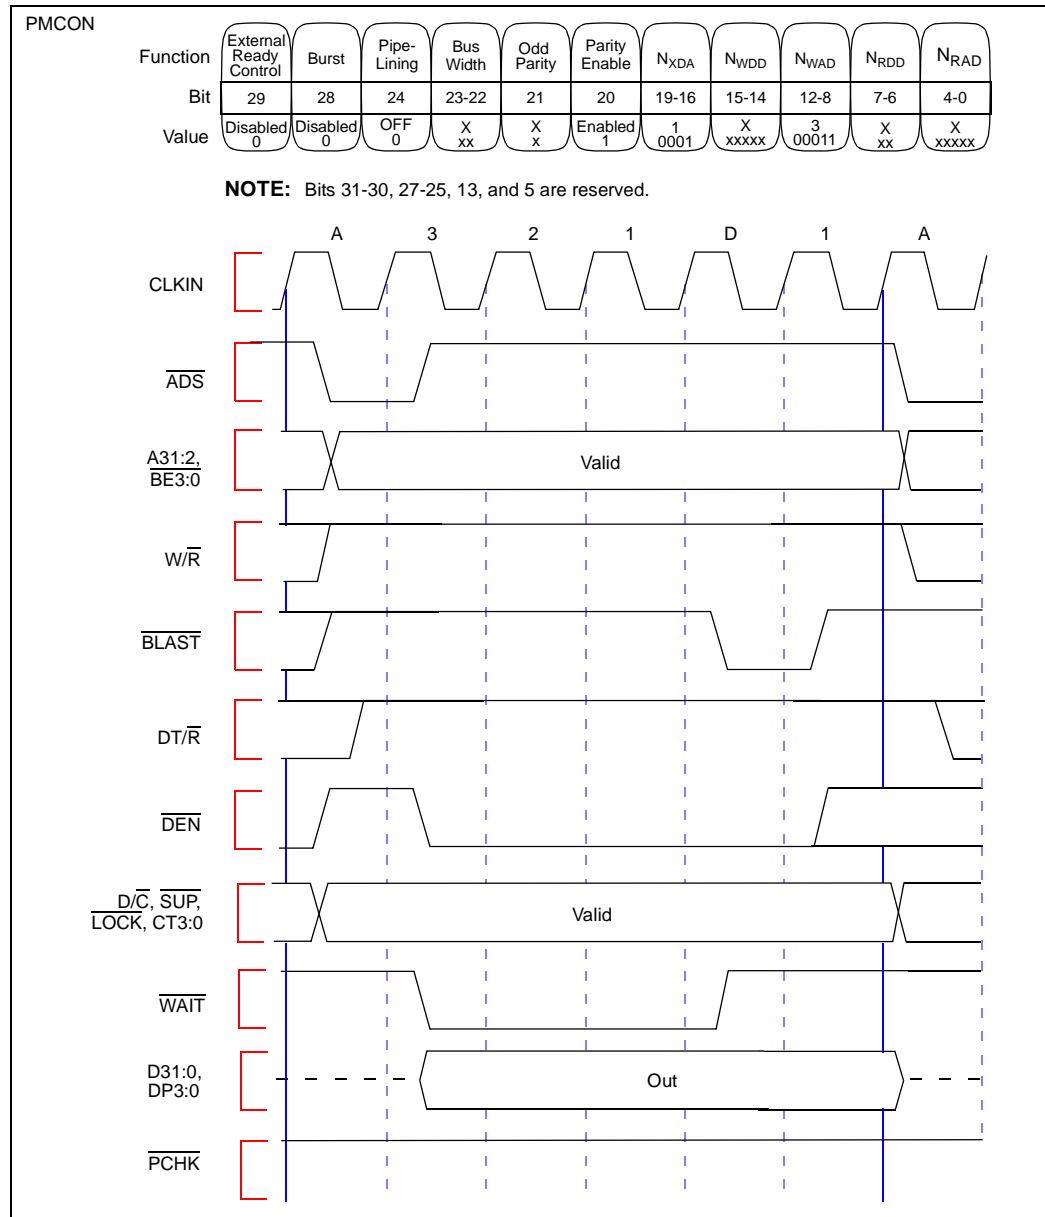 PMCON
Function External Ready Control Burst Pipe-Lining Bus Width Odd Parity Parity Enable NXDA NWDD NWAD NRDD NRAD
Bit 29 28 24 23-22 21 20 19-16 15-14 12-8 7-6 4-0
Value Disabled 0 Disabled 0 OFF 0 X xx X x Enabled 1 1 0001 X xxxxx 3 00011 X xx X xxxxx
NOTE: Bits 31-30, 27-25, 13, and 5 are reserved.
A 3 2 1 D 1 A
CLKIN
ADS
A31:2,
BE3:0
Valid
W/R
BLAST
DT/R
DEN
D/C, SUP,
LOCK, CT3:0
Valid
WAIT
D31:0,
DP3:0
Out
PCHK